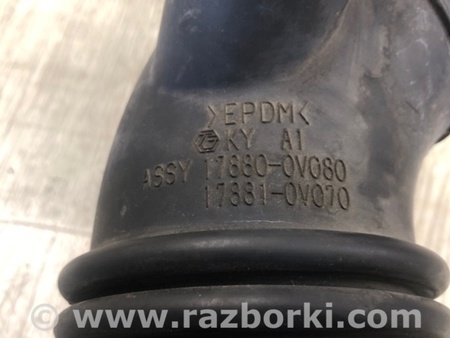 >EPDM<
KY A1
ASSY 17880-0V080
17881-0V070
www.razborki.com